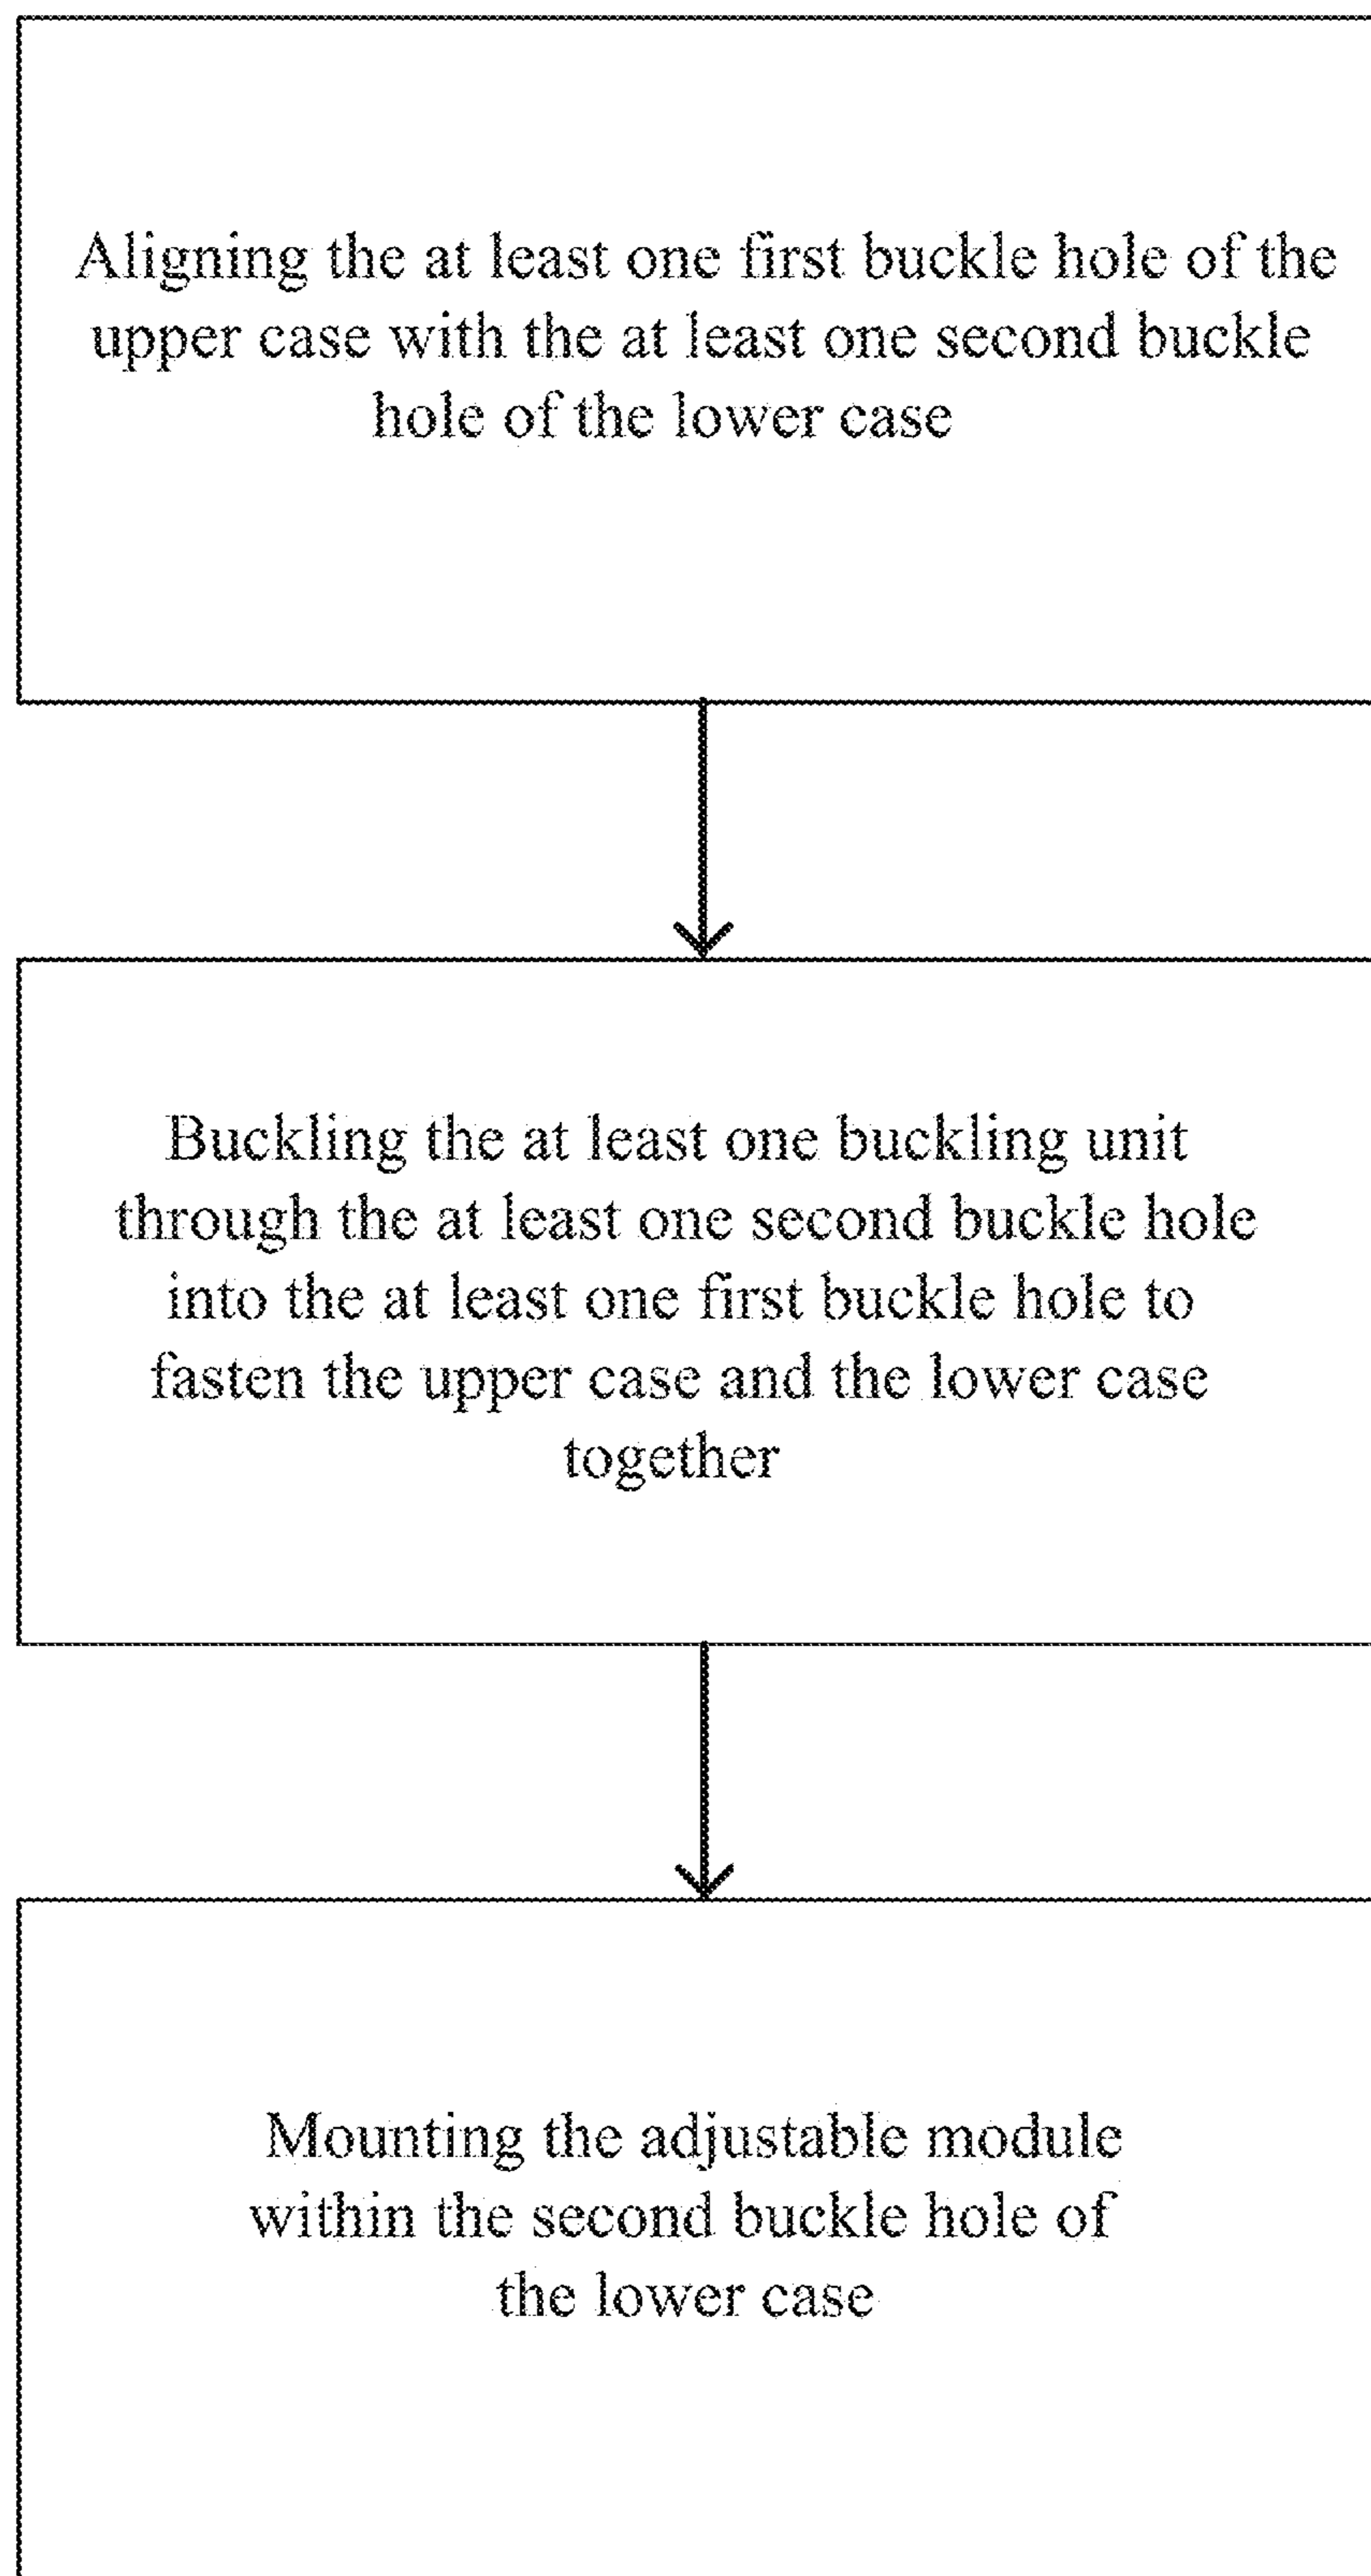 Aligning the at least one first buckle hole of the
upper case with the at least one second buckle
hole of the lower case
Buckling the at least one buckling unit
through the at least one second buckle hole
into the at least one first buckle hole to
fasten the upper case and the lower case
together
Mounting the adjustable module
within the second buckle hole of
the lower case